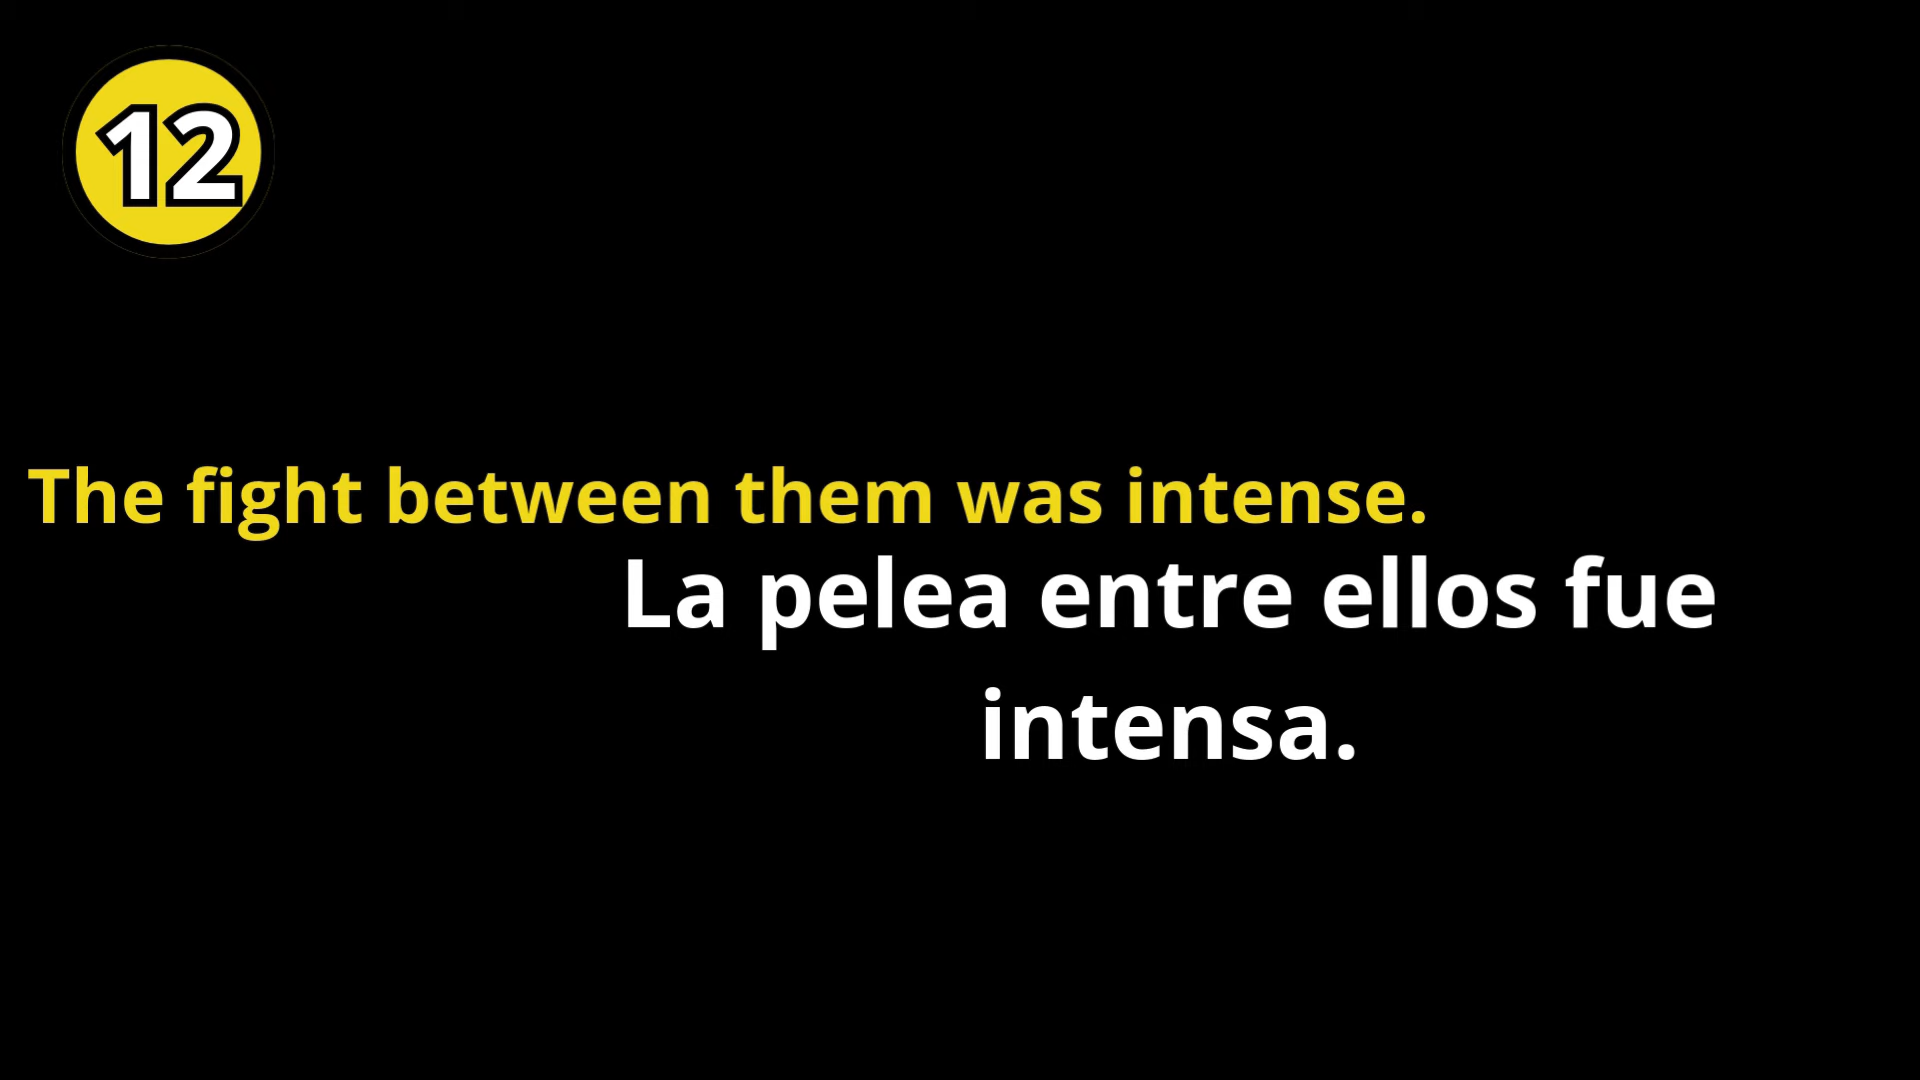 12
The fight between them was intense.
La pelea entre ellos fue
intensa.